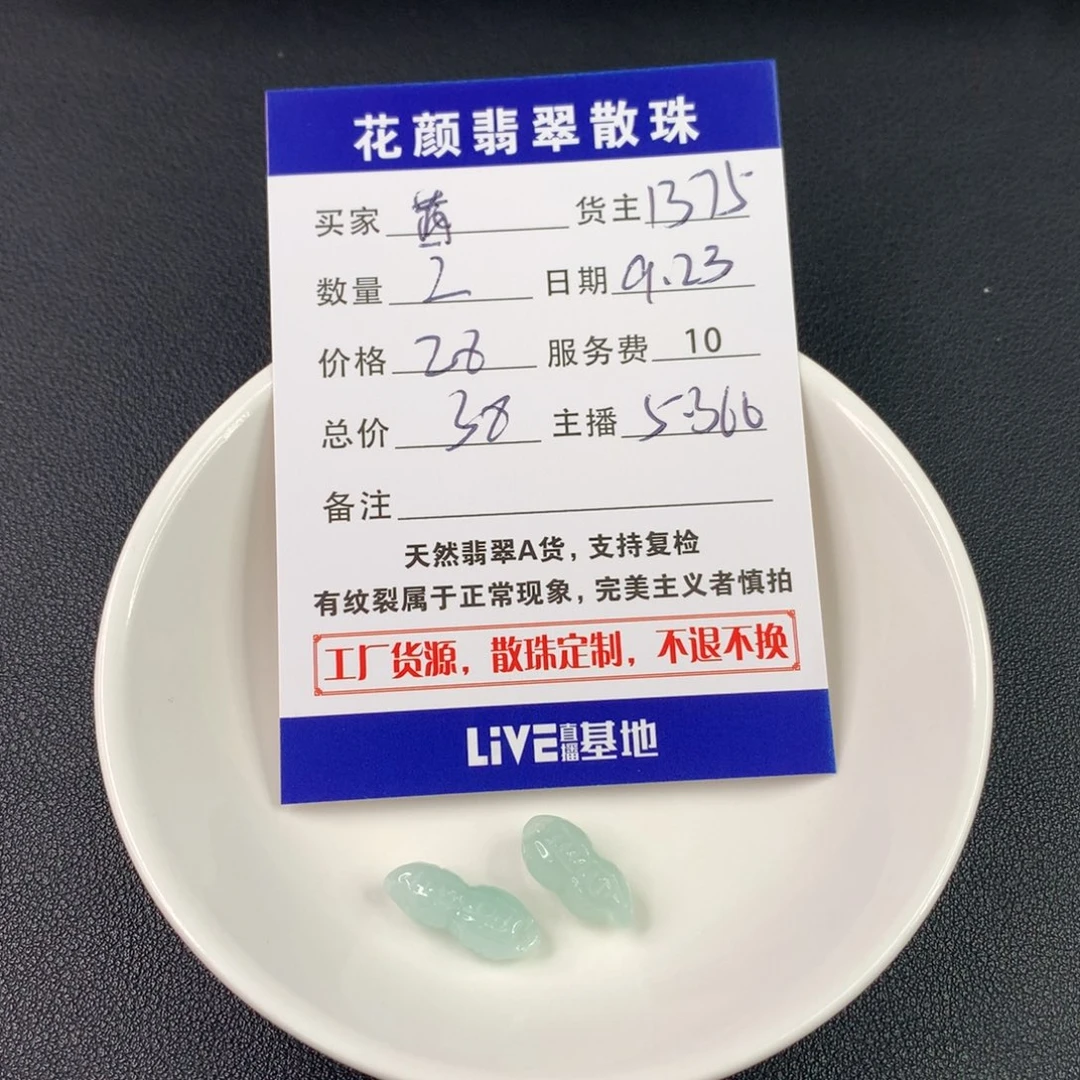 花颜翡翠散珠
买家 货主 1375
数量 2 日期 9.23
价格 28 服务费 10
总价 38 主播 5366
备注
天然翡翠A货，支持复检
有纹裂属于正常现象，完美主义者慎拍
工厂货源，散珠定制，不退不换
LiVE直播基地